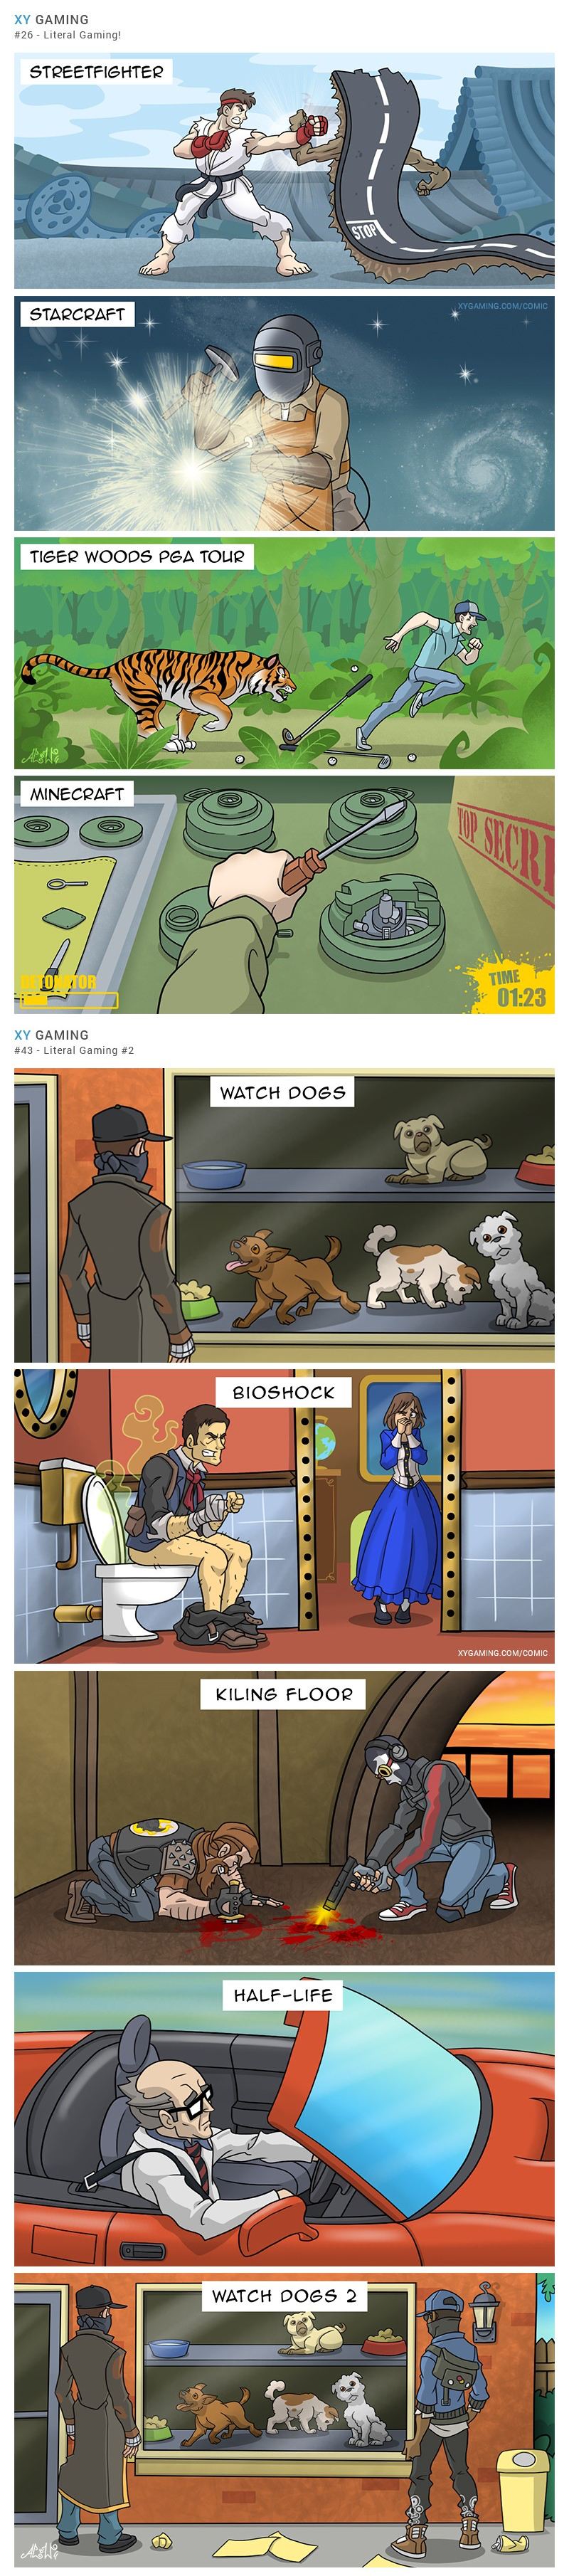 XY GAMING
#26 - Literal Gaming!
STREETFIGHTER
STOP
STARCRAFT
XYGAMING.COM/COMIC
TIGER WOODS PGA TOUR
MINECRAFT
TOP SECRE
DETONATOR
TIME
01:23
XY GAMING
#43 - Literal Gaming #2
WATCH DOGS
BIOSHOCK
XYGAMING.COM/COMIC
KILING FLOOR
HALF-LIFE
WATCH DOGS 2